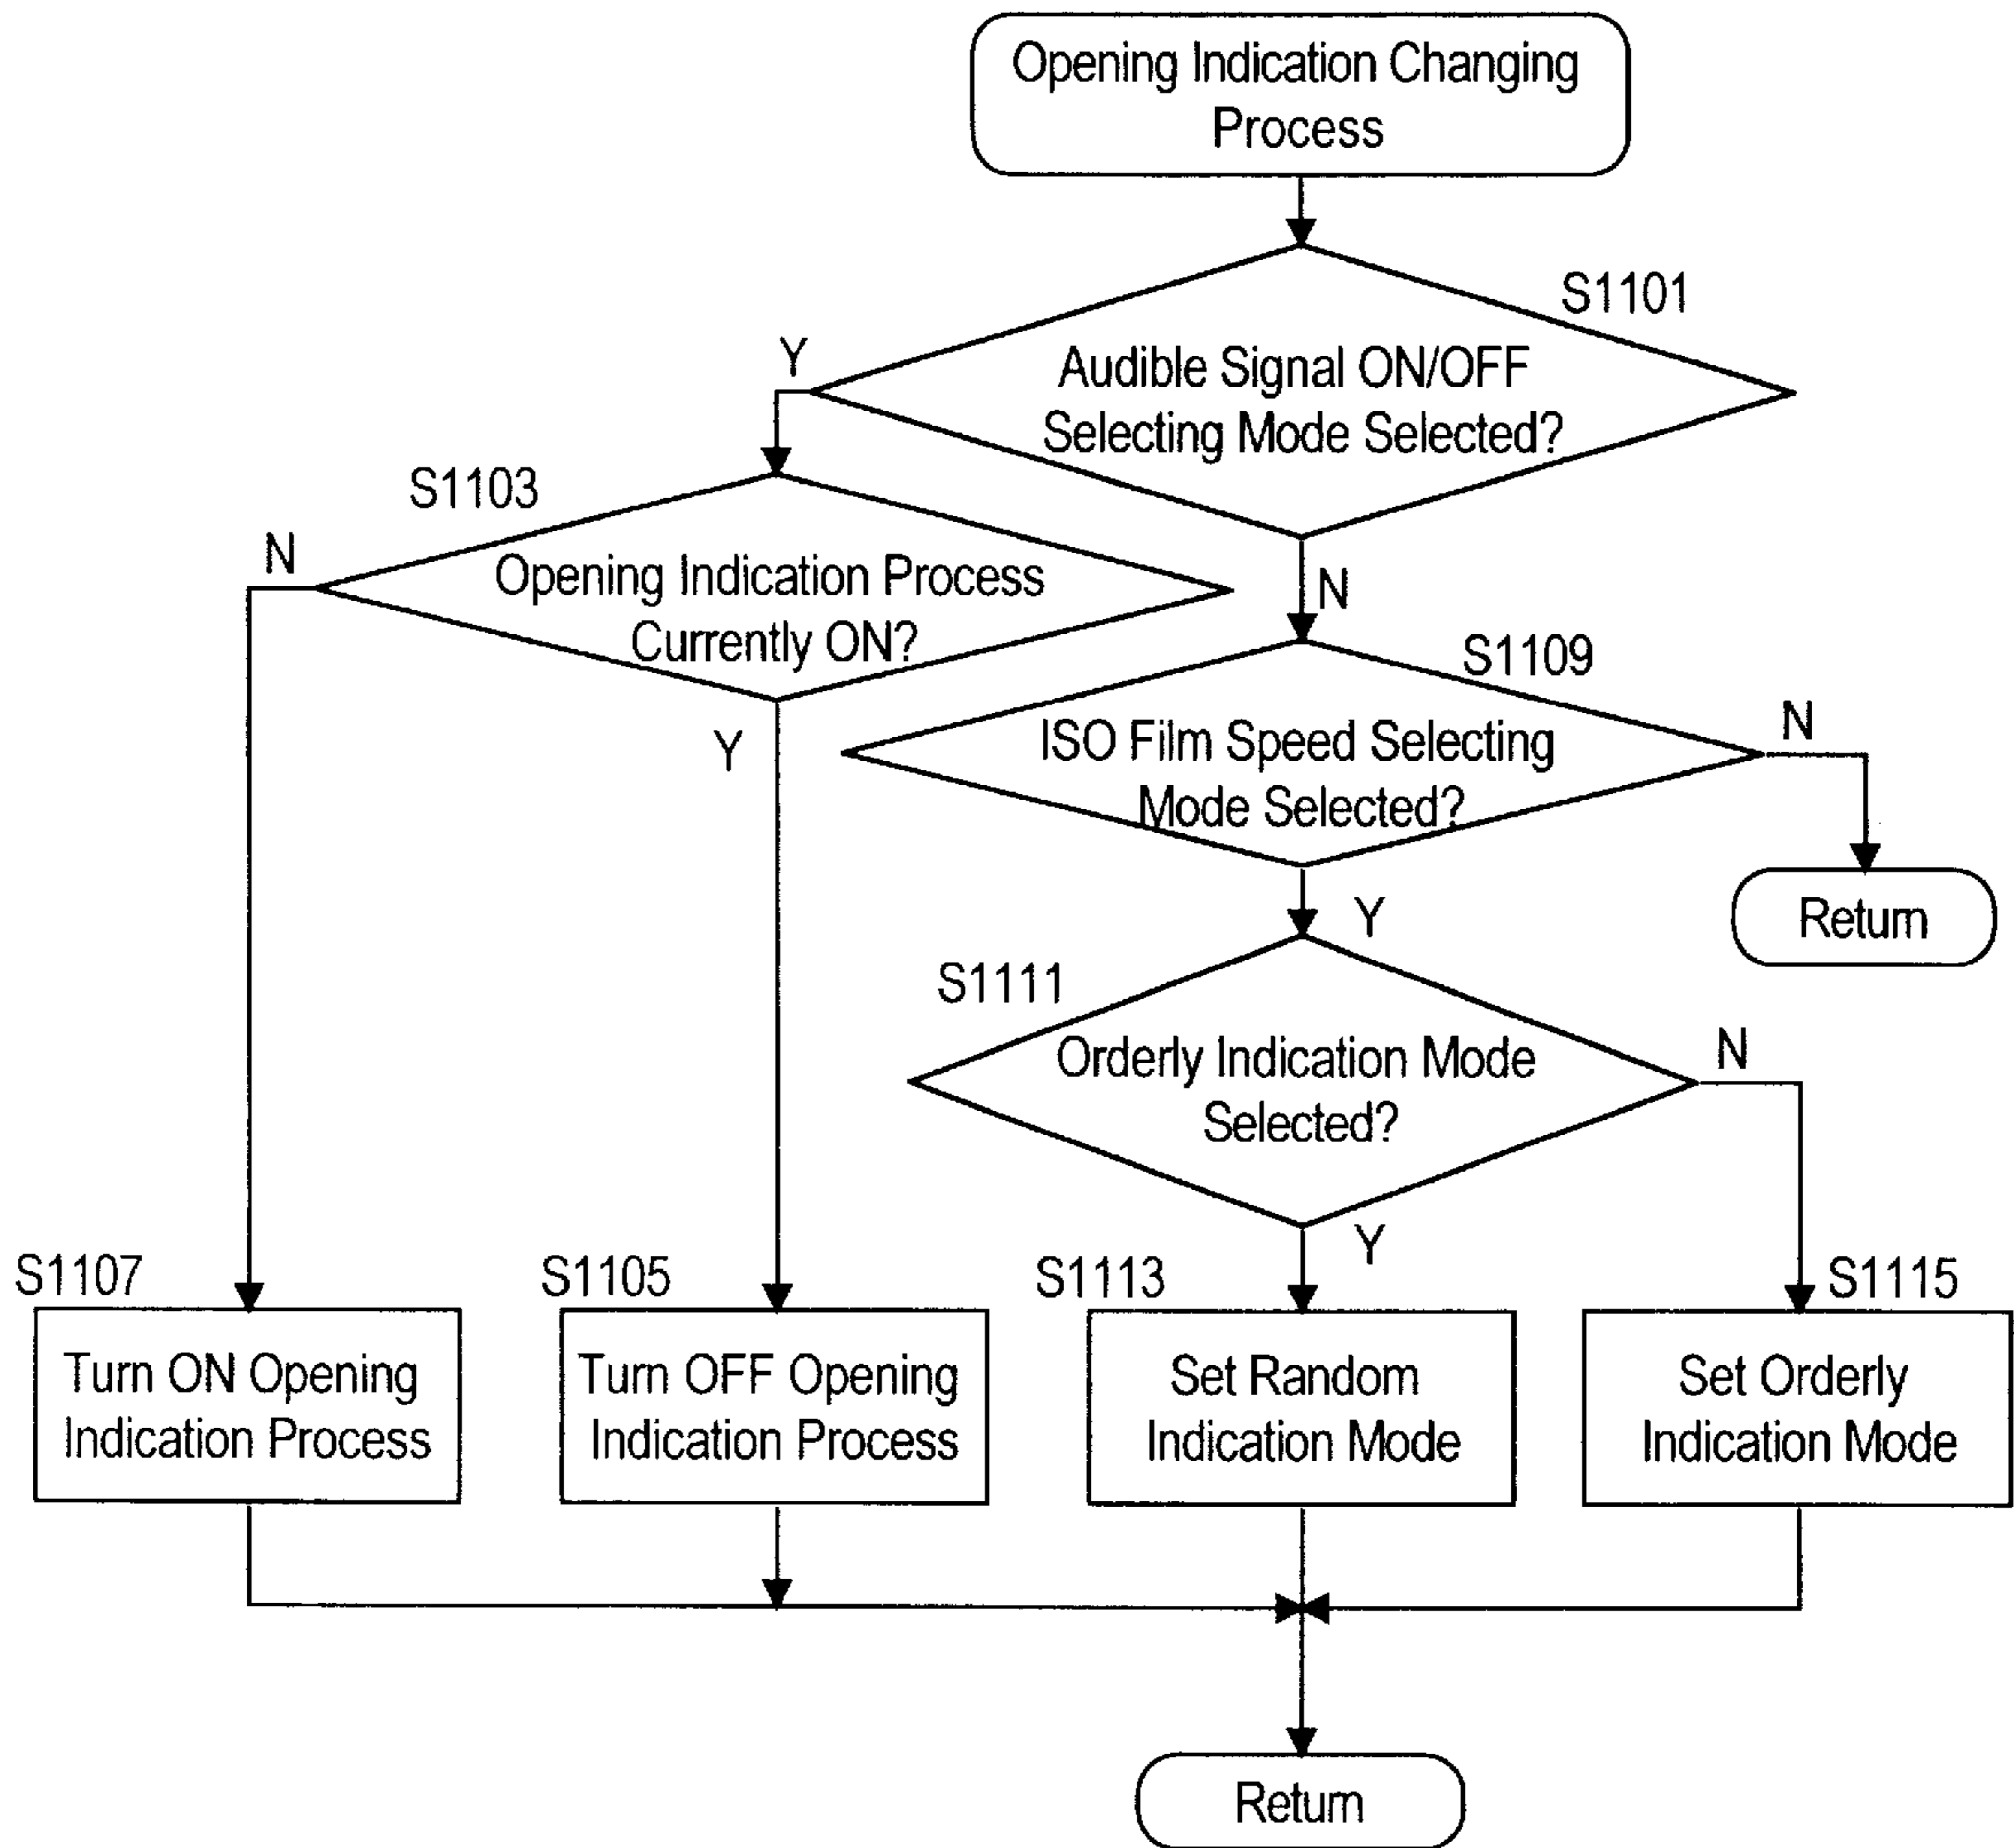 Opening Indication Changing
Process
S1101
Y
Audible Signal ON/OFF
Selecting Mode Selected?
S1103
N
Opening Indication Process
Currently ON?
N
S1109
Y
ISO Film Speed Selecting
Mode Selected?
N
Return
Y
S1111
Orderly Indication Mode
Selected?
N
Y
S1107
S1105
S1113
S1115
Turn ON Opening
Indication Process
Turn OFF Opening
Indication Process
Set Random
Indication Mode
Set Orderly
Indication Mode
Return